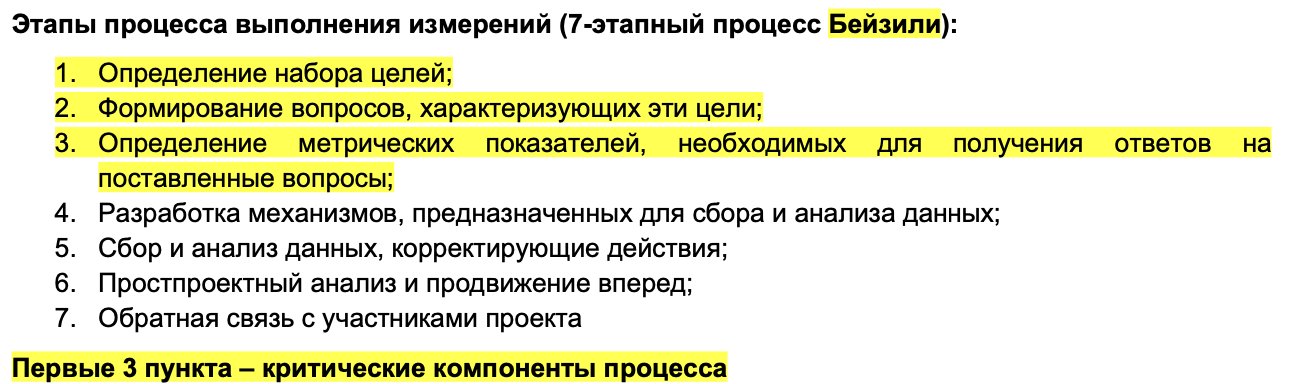 Этапы процесса выполнения измерений (7-этапный процесс Бейзили):
1. Определение набора целей;
2. Формирование вопросов, характеризующих эти цели;
3. Определение метрических показателей, необходимых для получения ответов на
поставленные вопросы;
4. Разработка механизмов, предназначенных для сбора и анализа данных;
5. Сбор и анализ данных, корректирующие действия;
6. Простпроектный анализ и продвижение вперед;
7. Обратная связь с участниками проекта
Первые 3 пункта – критические компоненты процесса